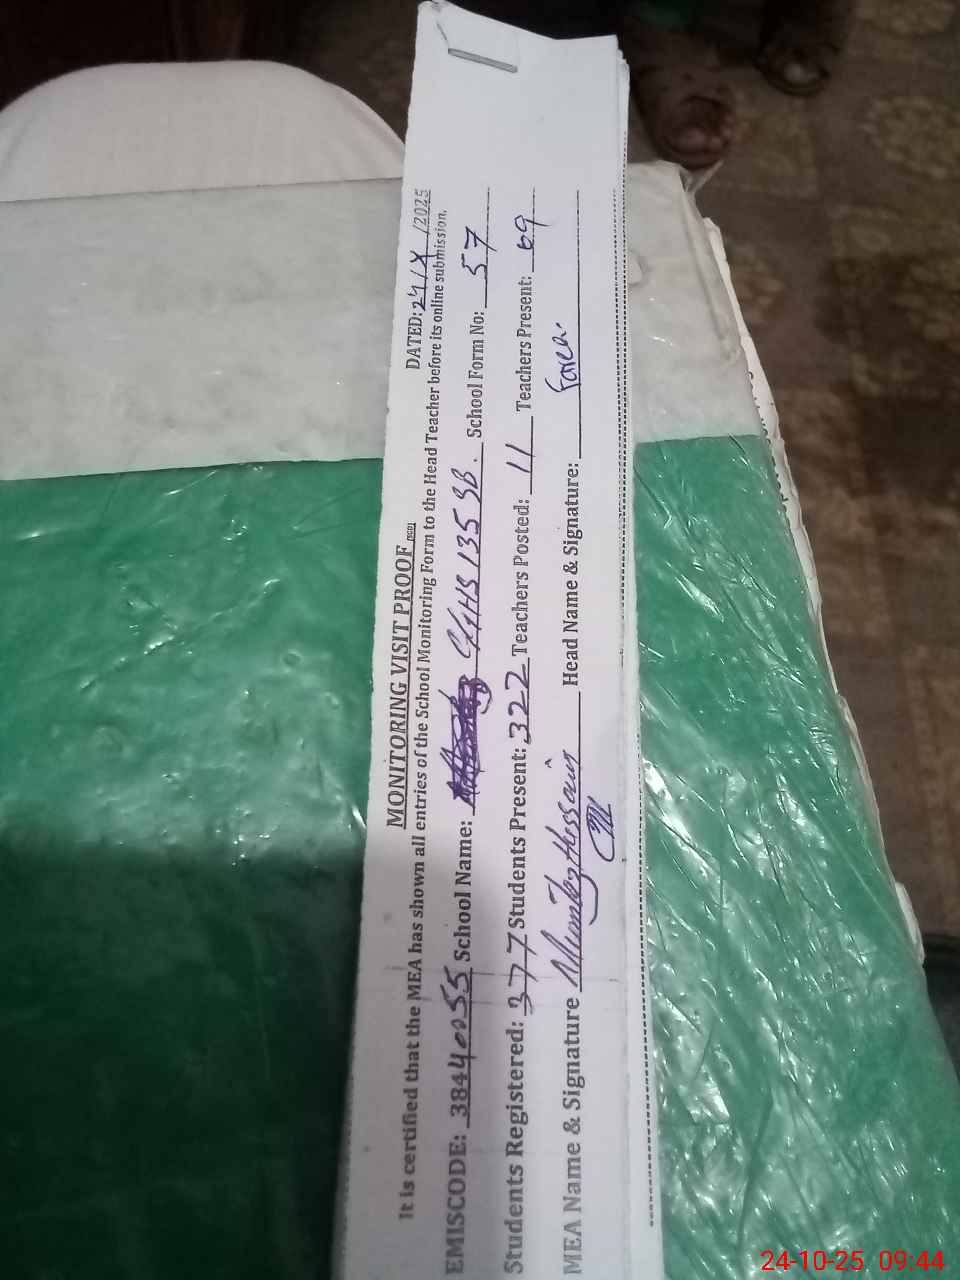 MONITORING VISIT PROOF (SGD)
DATED: 24/X/2025
It is certified that the MEA has shown all entries of the School Monitoring Form to the Head Teacher before its online submission.
EMISCODE: 38440055 School Name: GGHS 135 SB. School Form No: 57
Students Registered: 377 Students Present: 322 Teachers Posted: 11 Teachers Present: 09
MEA Name & Signature Mumtaz Hussain Head Name & Signature:
24-10-25 09:44